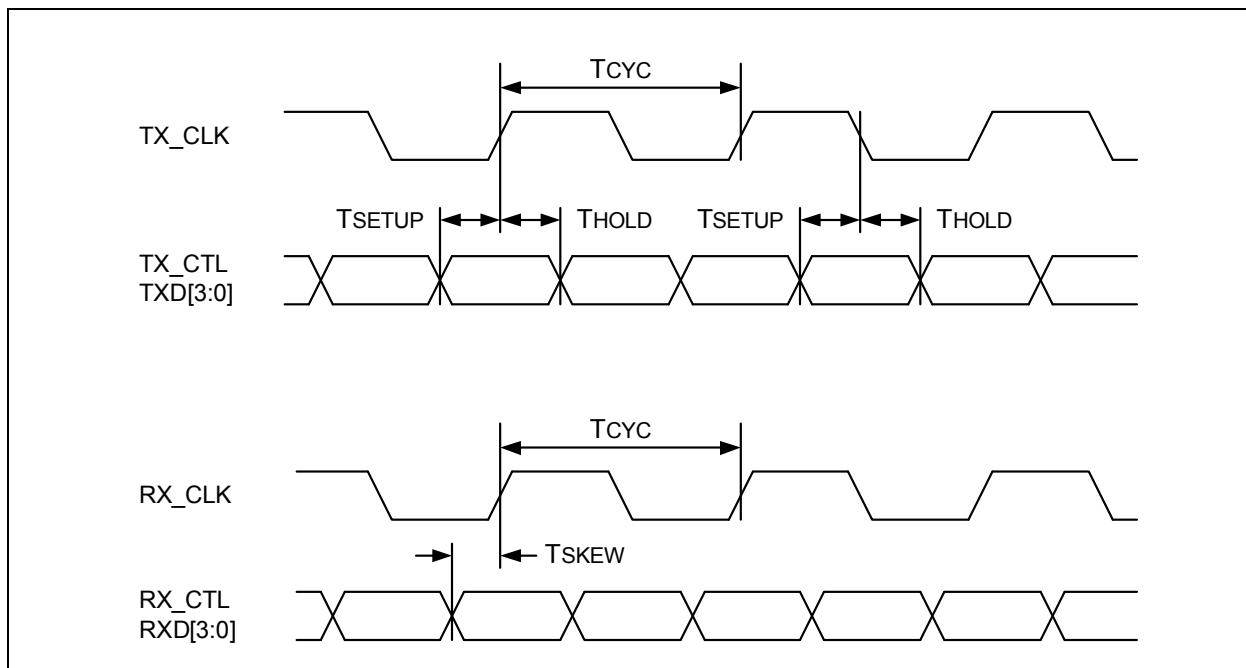 TCYC
TX_CLK
TSETUP THOLD TSETUP THOLD
TX_CTL
TXD[3:0]
TCYC
RX_CLK
TSKEW
RX_CTL
RXD[3:0]